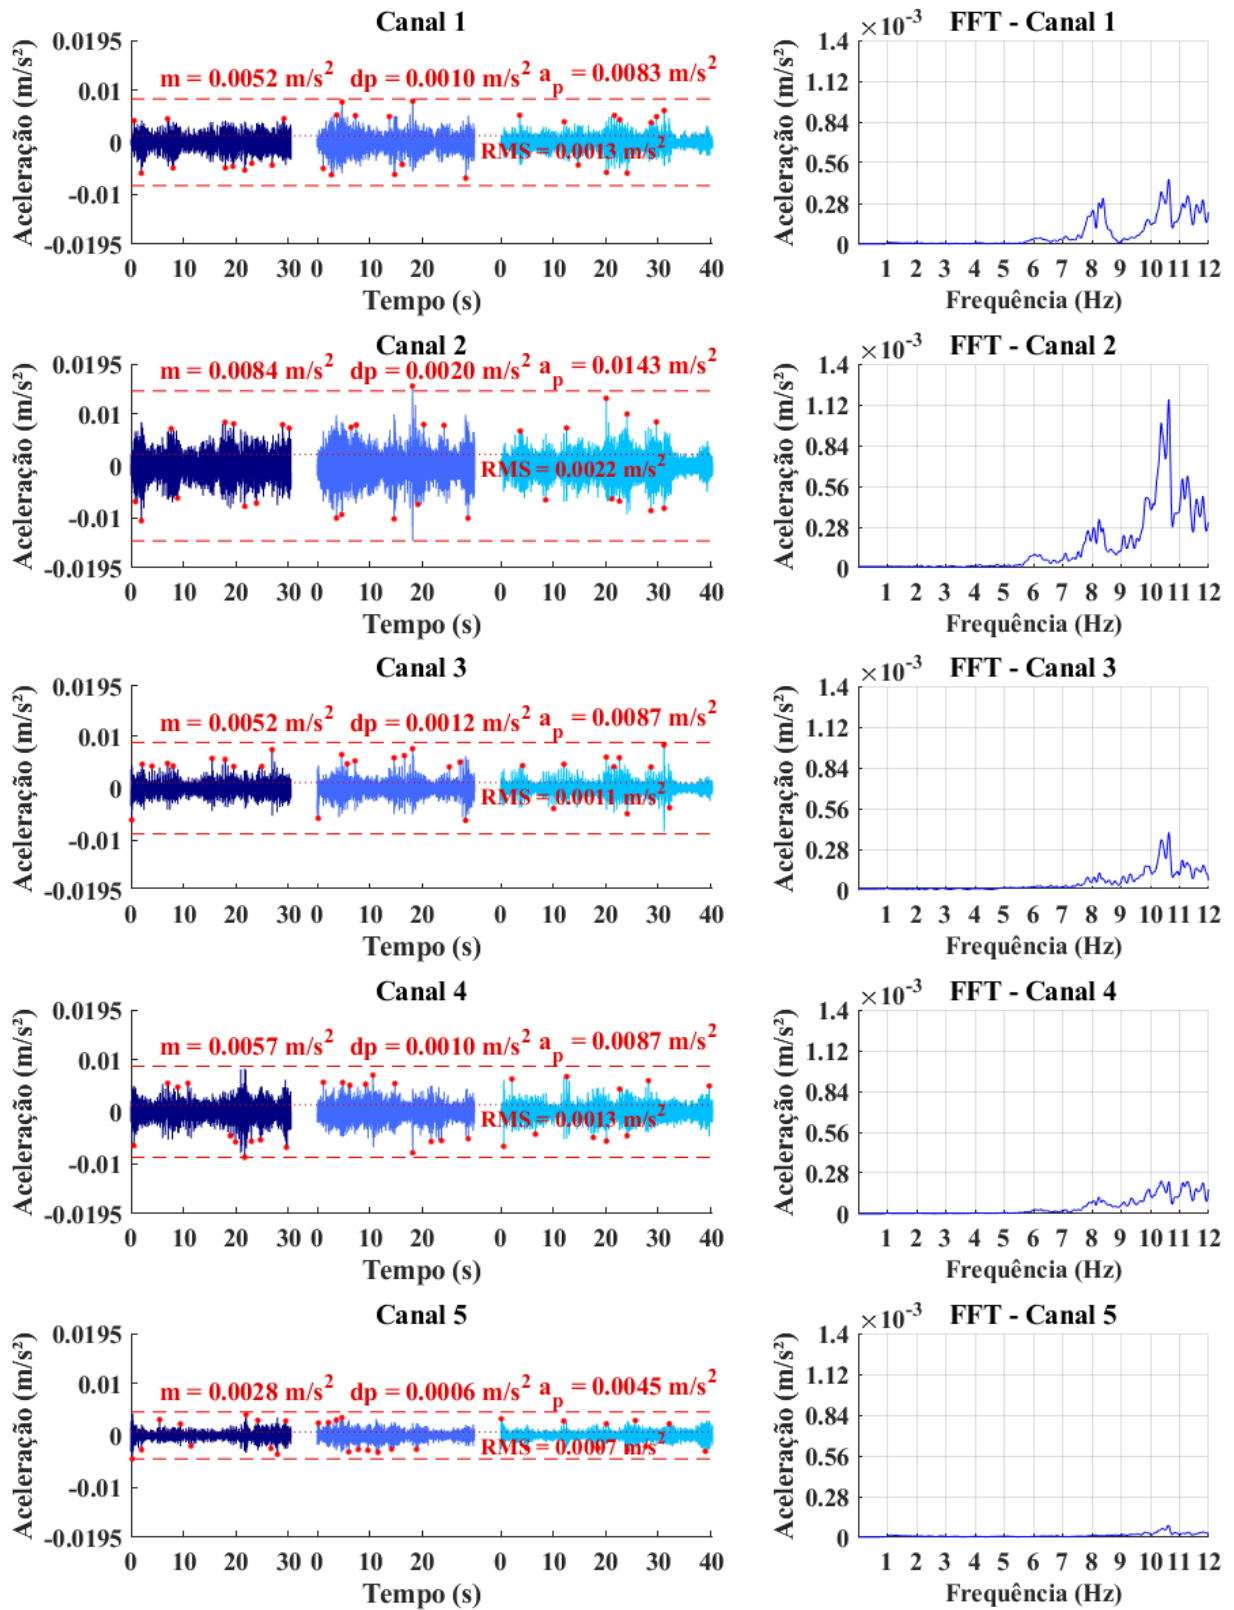 Canal 1
Aceleração (m/s²)
0.0195
0.01
0
-0.01
-0.0195
m = 0.0052 m/s² dp = 0.0010 m/s² a_p = 0.0083 m/s²
RMS = 0.0013 m/s²
0 10 20 30 0 10 20 0 10 20 30 40
Tempo (s)
FFT - Canal 1
×10⁻³
Aceleração (m/s²)
1.4
1.12
0.84
0.56
0.28
0
1 2 3 4 5 6 7 8 9 10 11 12
Frequência (Hz)
Canal 2
Aceleração (m/s²)
0.0195
0.01
0
-0.01
-0.0195
m = 0.0084 m/s² dp = 0.0020 m/s² a_p = 0.0143 m/s²
RMS = 0.0022 m/s²
0 10 20 30 0 10 20 0 10 20 30 40
Tempo (s)
FFT - Canal 2
×10⁻³
Aceleração (m/s²)
1.4
1.12
0.84
0.56
0.28
0
1 2 3 4 5 6 7 8 9 10 11 12
Frequência (Hz)
Canal 3
Aceleração (m/s²)
0.0195
0.01
0
-0.01
-0.0195
m = 0.0052 m/s² dp = 0.0012 m/s² a_p = 0.0087 m/s²
RMS = 0.0011 m/s²
0 10 20 30 0 10 20 0 10 20 30 40
Tempo (s)
FFT - Canal 3
×10⁻³
Aceleração (m/s²)
1.4
1.12
0.84
0.56
0.28
0
1 2 3 4 5 6 7 8 9 10 11 12
Frequência (Hz)
Canal 4
Aceleração (m/s²)
0.0195
0.01
0
-0.01
-0.0195
m = 0.0057 m/s² dp = 0.0010 m/s² a_p = 0.0087 m/s²
RMS = 0.0013 m/s²
0 10 20 30 0 10 20 0 10 20 30 40
Tempo (s)
FFT - Canal 4
×10⁻³
Aceleração (m/s²)
1.4
1.12
0.84
0.56
0.28
0
1 2 3 4 5 6 7 8 9 10 11 12
Frequência (Hz)
Canal 5
Aceleração (m/s²)
0.0195
0.01
0
-0.01
-0.0195
m = 0.0028 m/s² dp = 0.0006 m/s² a_p = 0.0045 m/s²
RMS = 0.0007 m/s²
0 10 20 30 0 10 20 0 10 20 30 40
Tempo (s)
FFT - Canal 5
×10⁻³
Aceleração (m/s²)
1.4
1.12
0.84
0.56
0.28
0
1 2 3 4 5 6 7 8 9 10 11 12
Frequência (Hz)